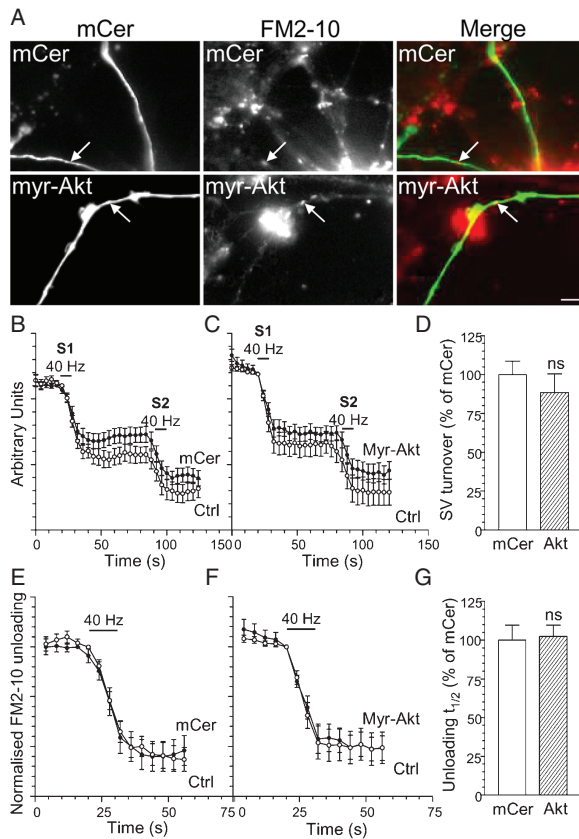 A
mCer
FM2-10
Merge
mCer
mCer
mCer
myr-Akt
myr-Akt
myr-Akt
B
S1
40 Hz
S2
40 Hz
Arbitrary Units
mCer
Ctrl
0
50
100
150
Time (s)
C
S1
40 Hz
S2
40 Hz
Myr-Akt
Ctrl
0
50
100
150
Time (s)
D
SV turnover (% of mCer)
125
100
75
50
25
0
ns
mCer
Akt
E
Normalised FM2-10 unloading
40 Hz
mCer
Ctrl
0
25
50
75
Time (s)
F
40 Hz
Myr-Akt
Ctrl
0
25
50
75
Time (s)
G
Unloading t1/2 (% of mCer)
125
100
75
50
25
0
ns
mCer
Akt